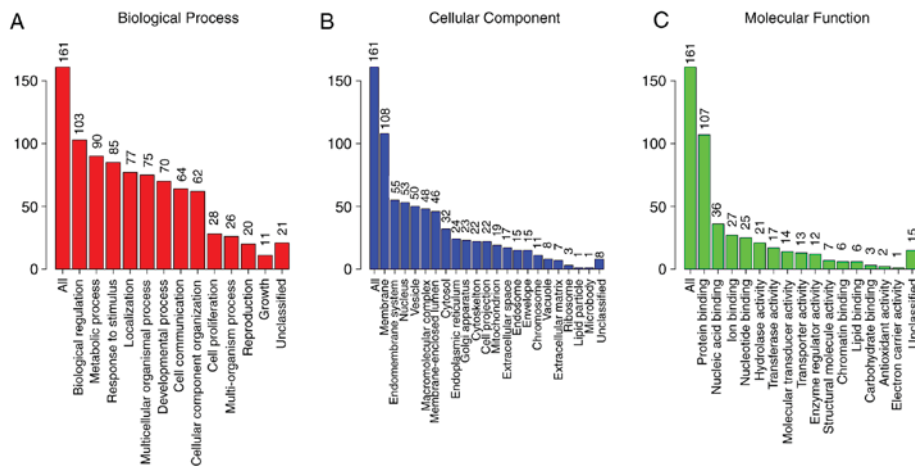 A
Biological Process
161
103
90
85
77
75
70
64
62
28
26
20
11
21
150
100
50
0
All
Biological regulation
Metabolic process
Response to stimulus
Localization
Multicellular organismal process
Developmental process
Cell communication
Cellular component organization
Cell proliferation
Multi-organism process
Reproduction
Growth
Unclassified
B
Cellular Component
161
108
55
53
50
48
46
32
24
23
22
22
19
17
15
15
11
8
7
3
1
1
8
150
100
50
0
All
Membrane
Endomembrane system
Nucleus
Vesicle
Macromolecular complex
Membrane-enclosed lumen
Cytosol
Endoplasmic reticulum
Golgi apparatus
Cytoskeleton
Cell projection
Mitochondrion
Extracellular space
Endosome
Envelope
Chromosome
Vacuole
Extracellular matrix
Ribosome
Lipid particle
Microbody
Unclassified
C
Molecular Function
161
107
36
27
25
21
17
14
13
12
7
6
6
3
2
1
15
150
100
50
0
All
Protein binding
Nucleic acid binding
Ion binding
Nucleotide binding
Hydrolase activity
Transferase activity
Molecular transducer activity
Transporter activity
Enzyme regulator activity
Structural molecule activity
Chromatin binding
Lipid binding
Carbohydrate binding
Antioxidant activity
Electron carrier activity
Unclassified